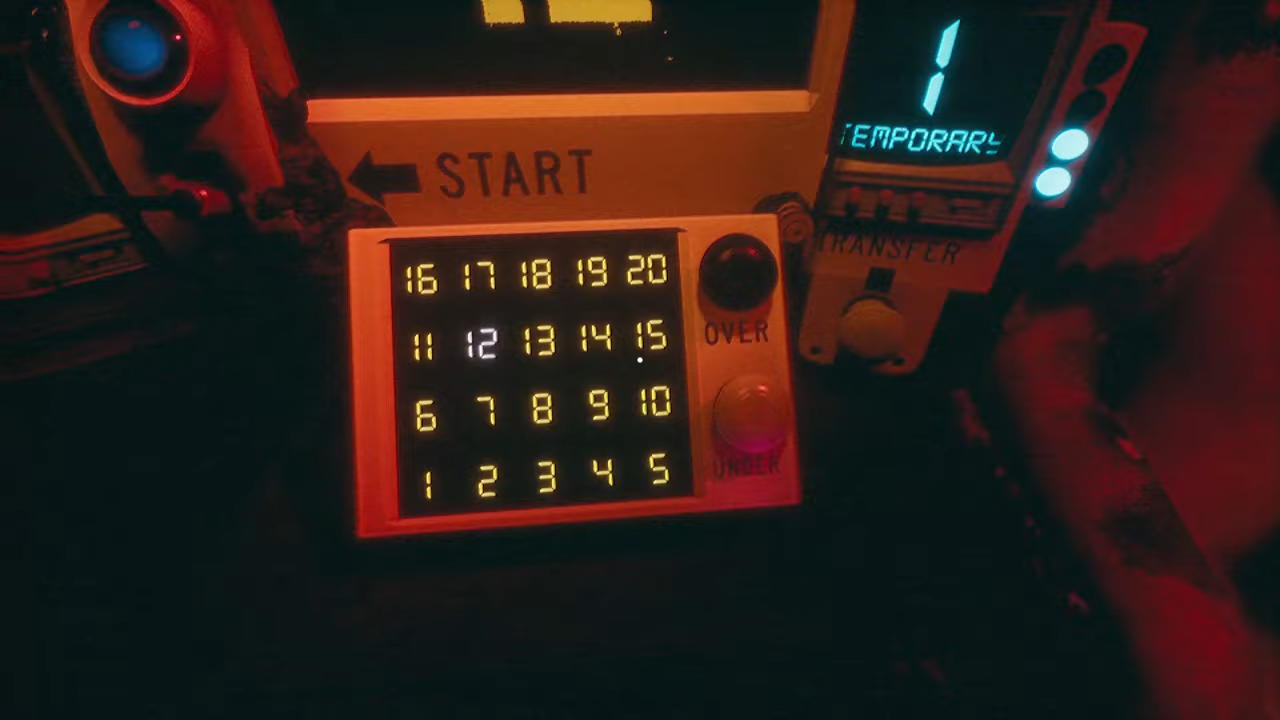 1
TEMPORARY
← START
TRANSFER
16 17 18 19 20
11 12 13 14 15
6 7 8 9 10
1 2 3 4 5
OVER
UNDER